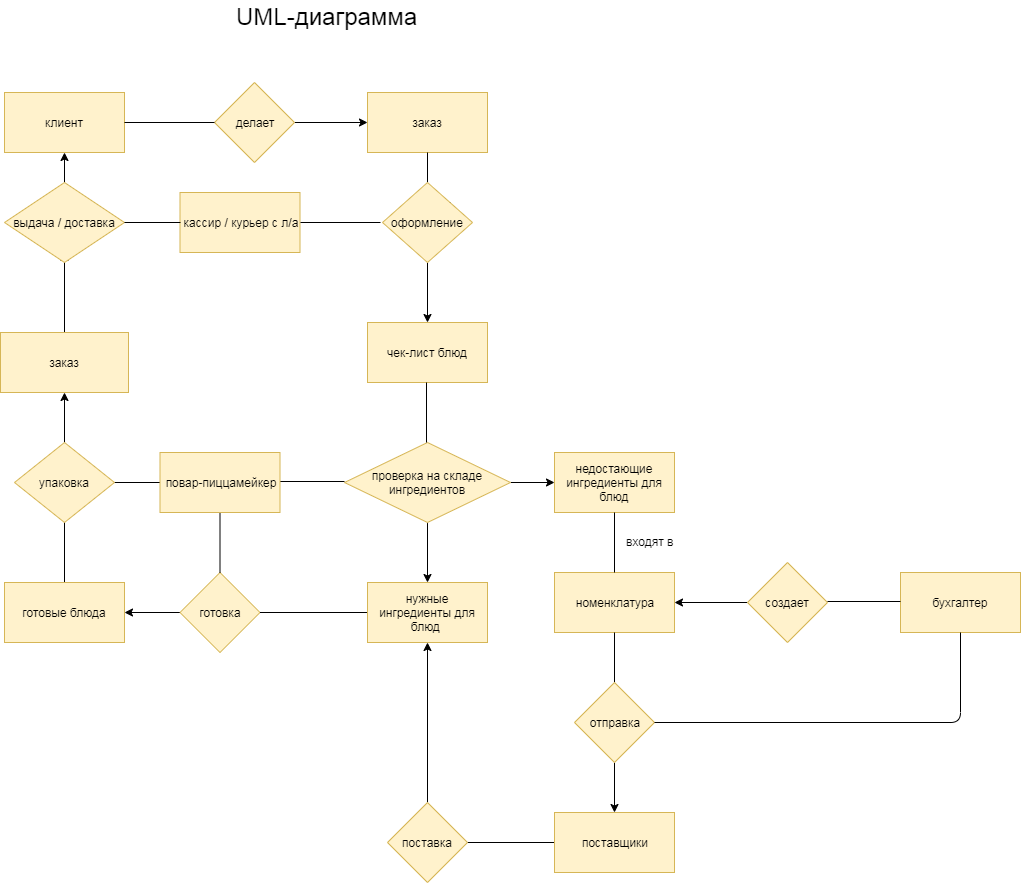 UML-диаграмма
клиент
делает
заказ
выдача / доставка
кассир / курьер с л/а
оформление
заказ
чек-лист блюд
упаковка
повар-пиццамейкер
проверка на складе
ингредиентов
недостающие
ингредиенты для
блюд
входят в
готовые блюда
готовка
нужные
ингредиенты для
блюд
номенклатура
создает
бухгалтер
отправка
поставка
поставщики